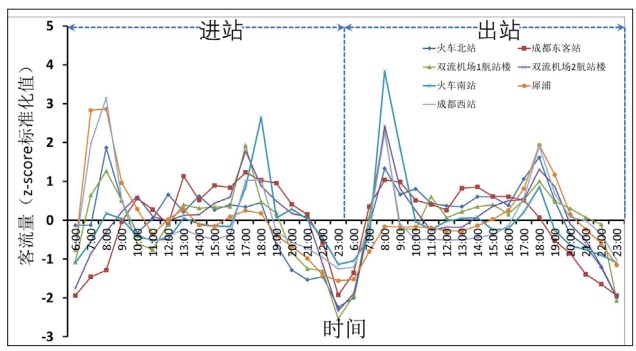 进站
出站
火车北站
成都东客站
双流机场1航站楼
双流机场2航站楼
火车南站
犀浦
成都西站
客流量（z-score标准化值）
5
4
3
2
1
0
-1
-2
-3
6:00 7:00 8:00 9:00 10:00 11:00 12:00 13:00 14:00 15:00 16:00 17:00 18:00 19:00 20:00 21:00 22:00 23:00 6:00 7:00 8:00 9:00 10:00 11:00 12:00 13:00 14:00 15:00 16:00 17:00 18:00 19:00 20:00 21:00 22:00 23:00
时间